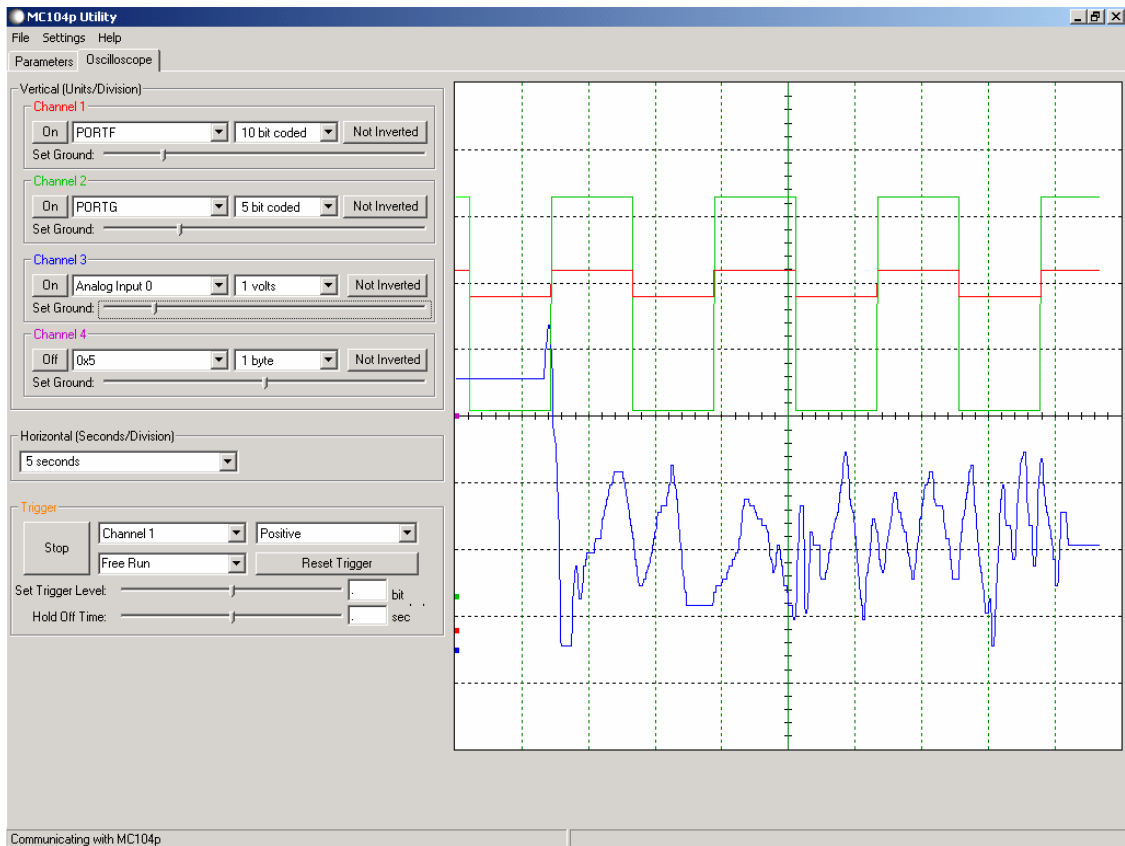 MC104p Utility
File Settings Help
Parameters Oscilloscope
Vertical (Units/Division)
Channel 1
On PORTF 10 bit coded Not Inverted
Set Ground:
Channel 2
On PORTG 5 bit coded Not Inverted
Set Ground:
Channel 3
On Analog Input 0 1 volts Not Inverted
Set Ground:
Channel 4
Off 0x5 1 byte Not Inverted
Set Ground:
Horizontal (Seconds/Division)
5 seconds
Trigger
Stop Channel 1 Positive
Free Run Reset Trigger
Set Trigger Level: . bit
Hold Off Time: . sec
Communicating with MC104p